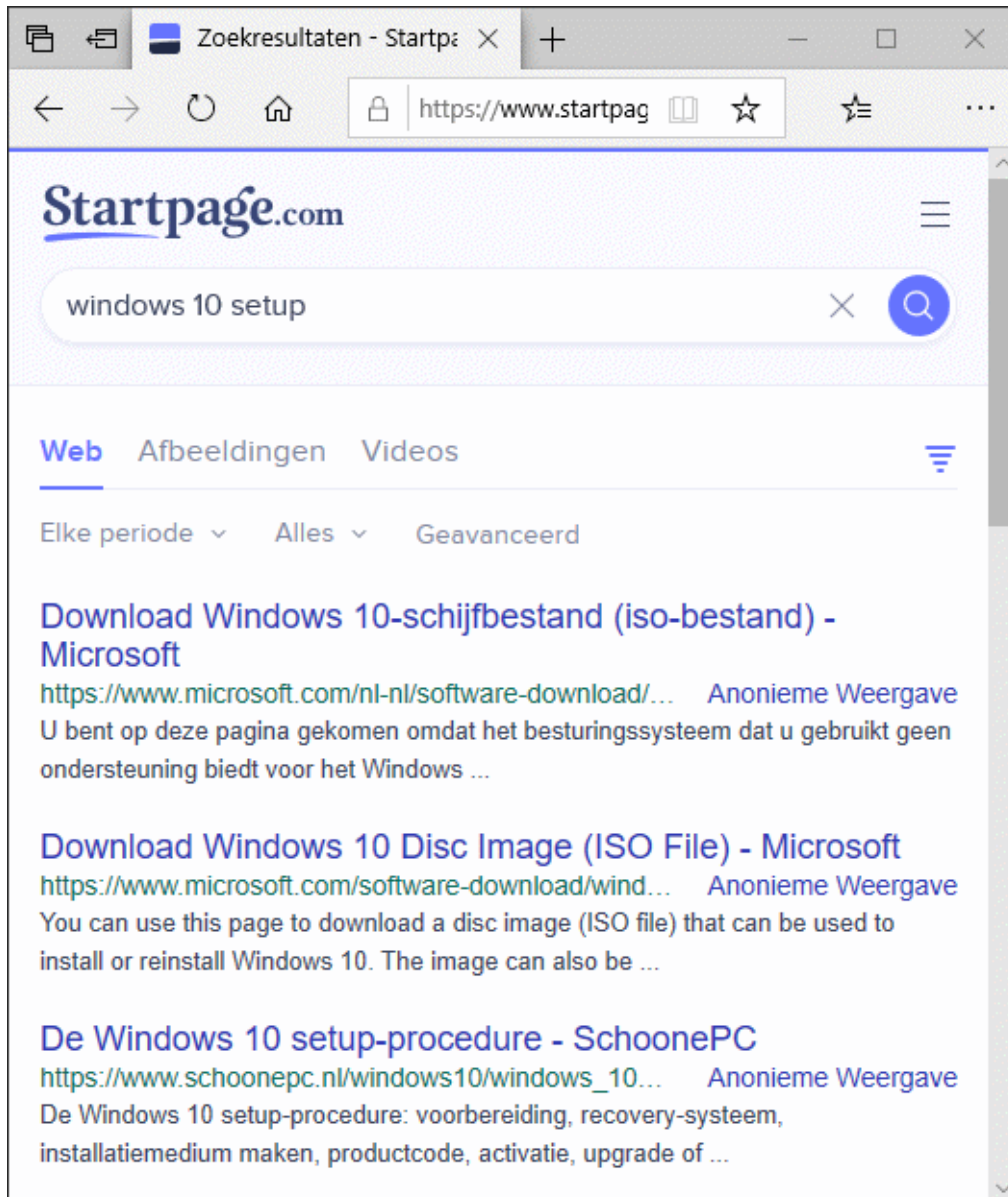 Zoekresultaten - Startpa
https://www.startpag
Startpage.com
windows 10 setup
Web Afbeeldingen Videos
Elke periode Alles Geavanceerd
Download Windows 10-schijfbestand (iso-bestand) -
Microsoft
https://www.microsoft.com/nl-nl/software-download/... Anonieme Weergave
U bent op deze pagina gekomen omdat het besturingssysteem dat u gebruikt geen
ondersteuning biedt voor het Windows ...
Download Windows 10 Disc Image (ISO File) - Microsoft
https://www.microsoft.com/software-download/wind... Anonieme Weergave
You can use this page to download a disc image (ISO file) that can be used to
install or reinstall Windows 10. The image can also be ...
De Windows 10 setup-procedure - SchoonePC
https://www.schoonepc.nl/windows10/windows_10... Anonieme Weergave
De Windows 10 setup-procedure: voorbereiding, recovery-systeem,
installatiemedium maken, productcode, activatie, upgrade of ...